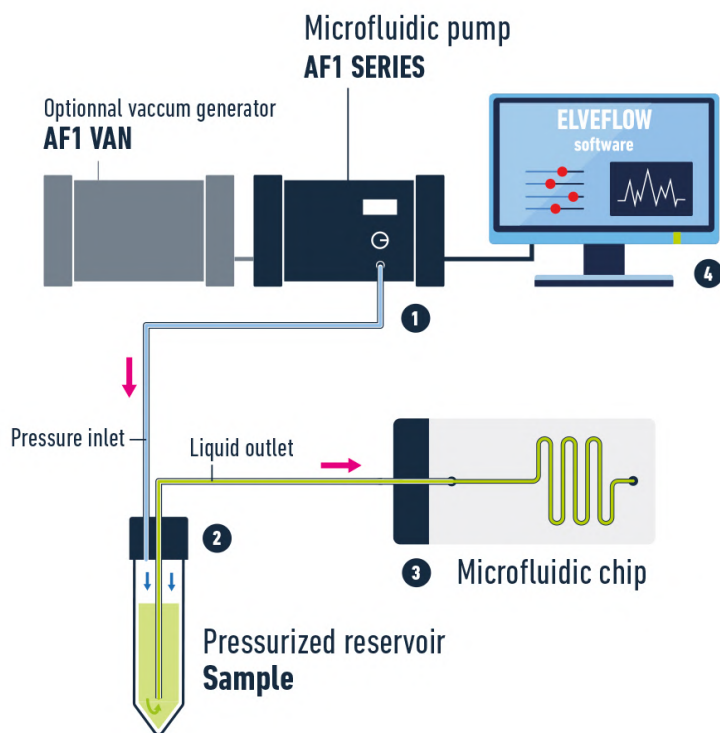 Microfluidic pump
AF1 SERIES
Optionnal vaccum generator
AF1 VAN
ELVEFLOW
software
1
4
Pressure inlet
Liquid outlet
2
3
Microfluidic chip
Pressurized reservoir
Sample